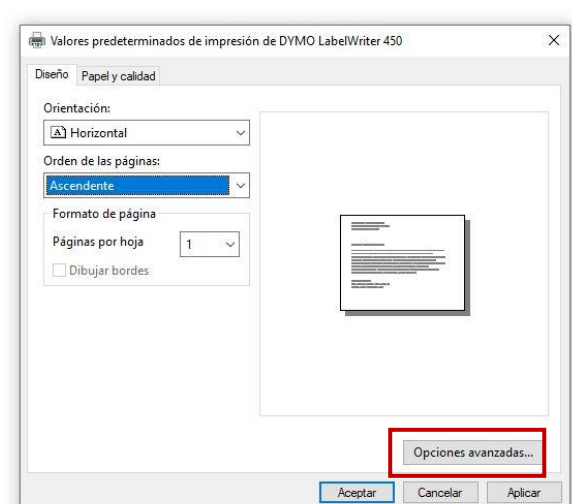 Valores predeterminados de impresión de DYMO LabelWriter 450
Diseño Papel y calidad
Orientación:
A Horizontal
Orden de las páginas:
Ascendente
Formato de página
Páginas por hoja 1
Dibujar bordes
Opciones avanzadas...
Aceptar Cancelar Aplicar